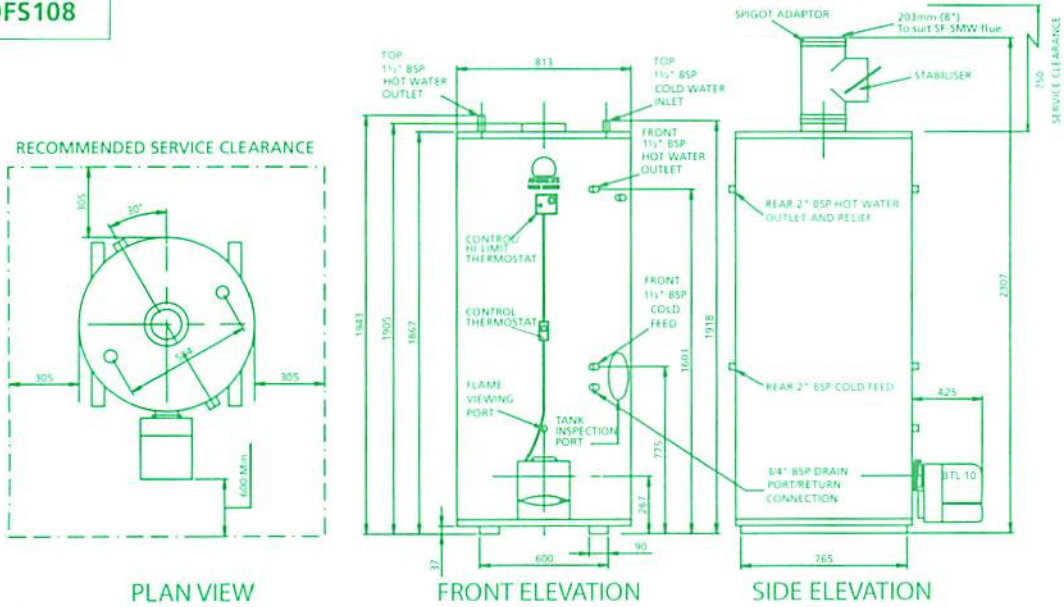 OFS108
RECOMMENDED SERVICE CLEARANCE
305
30°
584
305
305
600 Min
PLAN VIEW
TOP
1½" BSP
HOT WATER
OUTLET
813
TOP
1½" BSP
COLD WATER
INLET
FRONT
1½" BSP
HOT WATER
OUTLET
CONTROL/
HI LIMIT
THERMOSTAT
CONTROL
THERMOSTAT
FRONT
1½" BSP
COLD
FEED
FLAME
VIEWING
PORT
TANK
INSPECTION
PORT
1943
1905
1867
1603
1918
775
267
37
600
90
FRONT ELEVATION
SPIGOT ADAPTOR
203mm (8")
To suit SF-SMW flue
STABILISER
750
SERVICE CLEARANCE
REAR 2" BSP HOT WATER
OUTLET AND RELIEF
2307
REAR 2" BSP COLD FEED
425
3/4" BSP DRAIN
PORT/RETURN
CONNECTION
BTL 10
765
SIDE ELEVATION